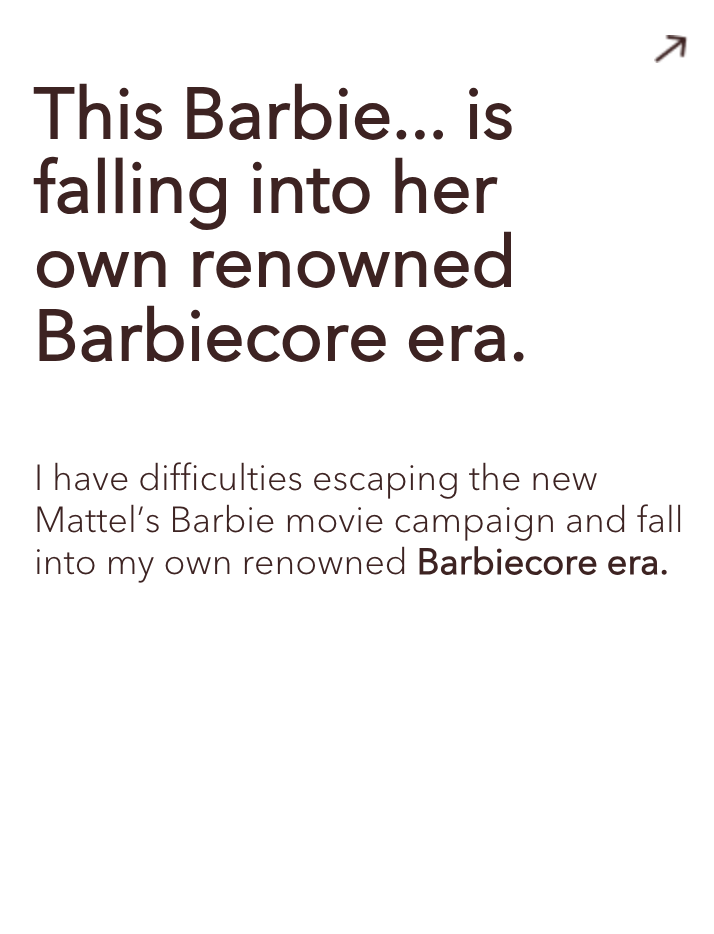 This Barbie... is
falling into her
own renowned
Barbiecore era.
I have difficulties escaping the new
Mattel’s Barbie movie campaign and fall
into my own renowned Barbiecore era.